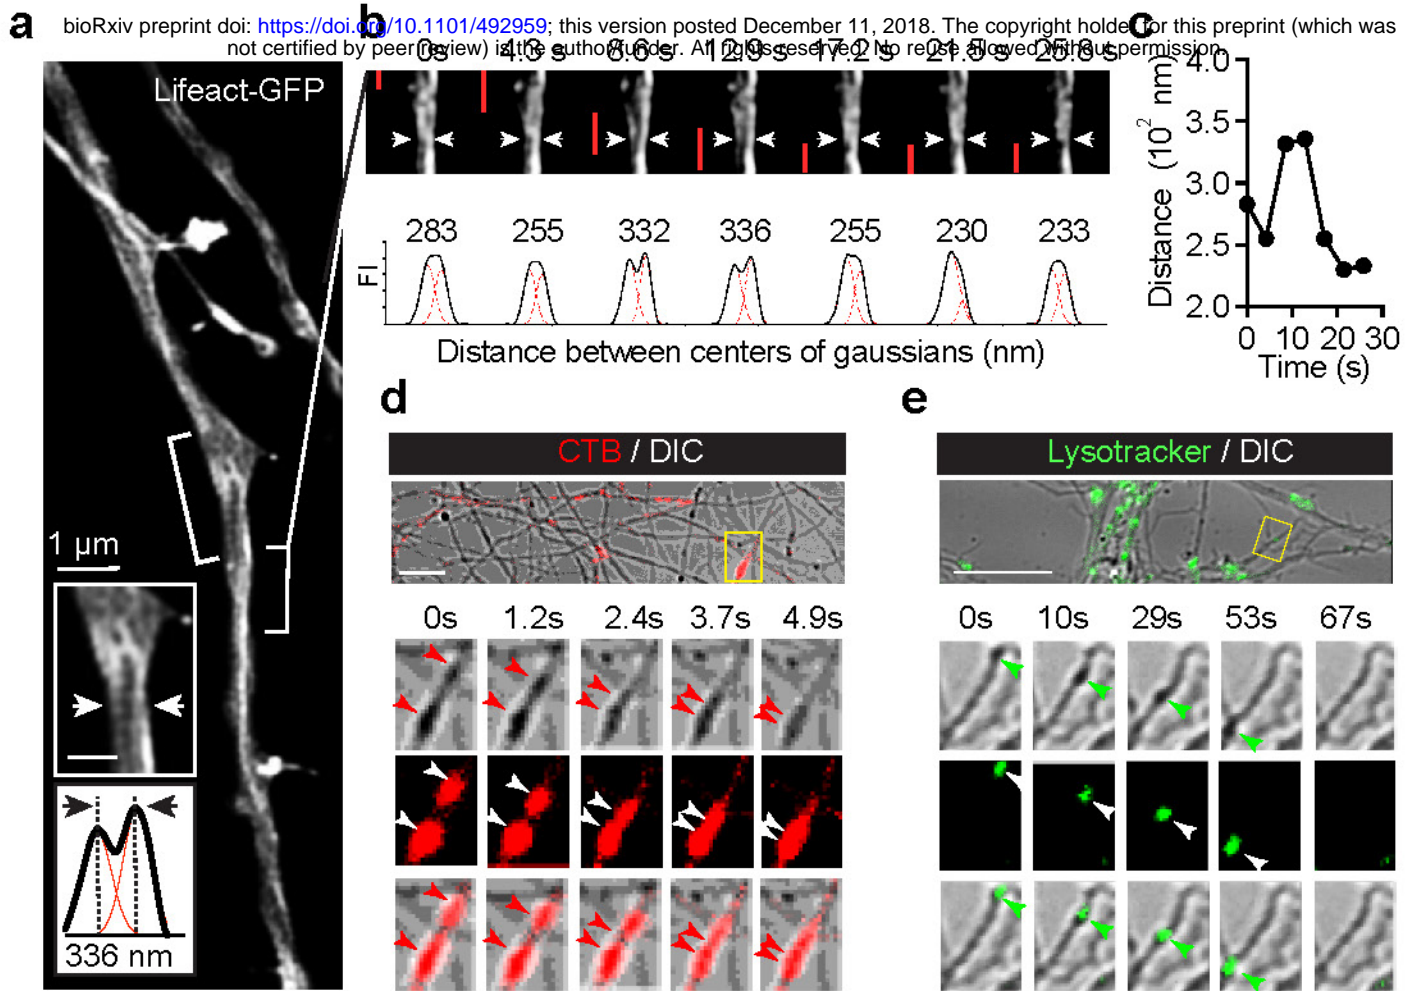 bioRxiv preprint doi: https://doi.org/10.1101/492959; this version posted December 11, 2018. The copyright holder for this preprint (which was
not certified by peer review) is the author/funder. All rights reserved. No reuse allowed without permission.
a
Lifeact-GFP
1 µm
336 nm
b
0s 4.3 s 8.6 s 12.9 s 17.2 s 21.5 s 25.8 s
283 255 332 336 255 230 233
FI
Distance between centers of gaussians (nm)
c
Distance (10² nm)
4.0
3.5
3.0
2.5
2.0
0 10 20 30
Time (s)
d
CTB / DIC
0s 1.2s 2.4s 3.7s 4.9s
e
Lysotracker / DIC
0s 10s 29s 53s 67s